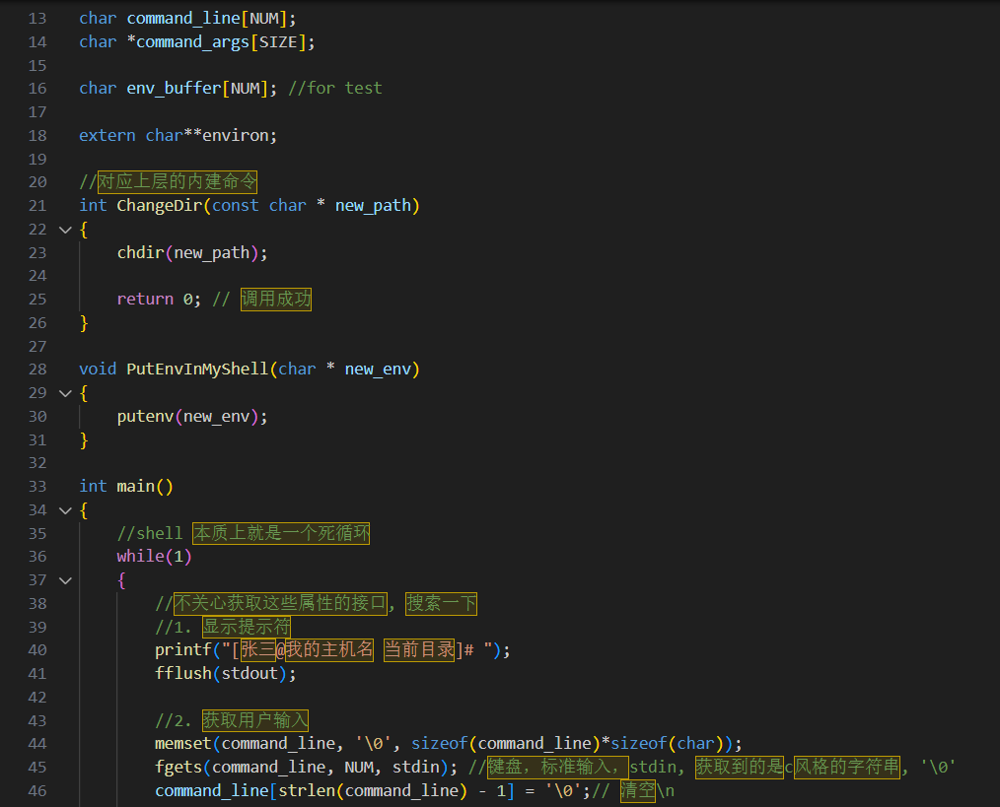 13 char command_line[NUM];
14 char *command_args[SIZE];
15
16 char env_buffer[NUM]; //for test
17
18 extern char**environ;
19
20 //对应上层的内建命令
21 int ChangeDir(const char * new_path)
22 {
23 chdir(new_path);
24
25 return 0; // 调用成功
26 }
27
28 void PutEnvInMyShell(char * new_env)
29 {
30 putenv(new_env);
31 }
32
33 int main()
34 {
35 //shell 本质上就是一个死循环
36 while(1)
37 {
38 //不关心获取这些属性的接口, 搜索一下
39 //1. 显示提示符
40 printf("[张三@我的主机名 当前目录]# ");
41 fflush(stdout);
42
43 //2. 获取用户输入
44 memset(command_line, '\0', sizeof(command_line)*sizeof(char));
45 fgets(command_line, NUM, stdin); //键盘，标准输入，stdin, 获取到的是c风格的字符串, '\0'
46 command_line[strlen(command_line) - 1] = '\0';// 清空\n